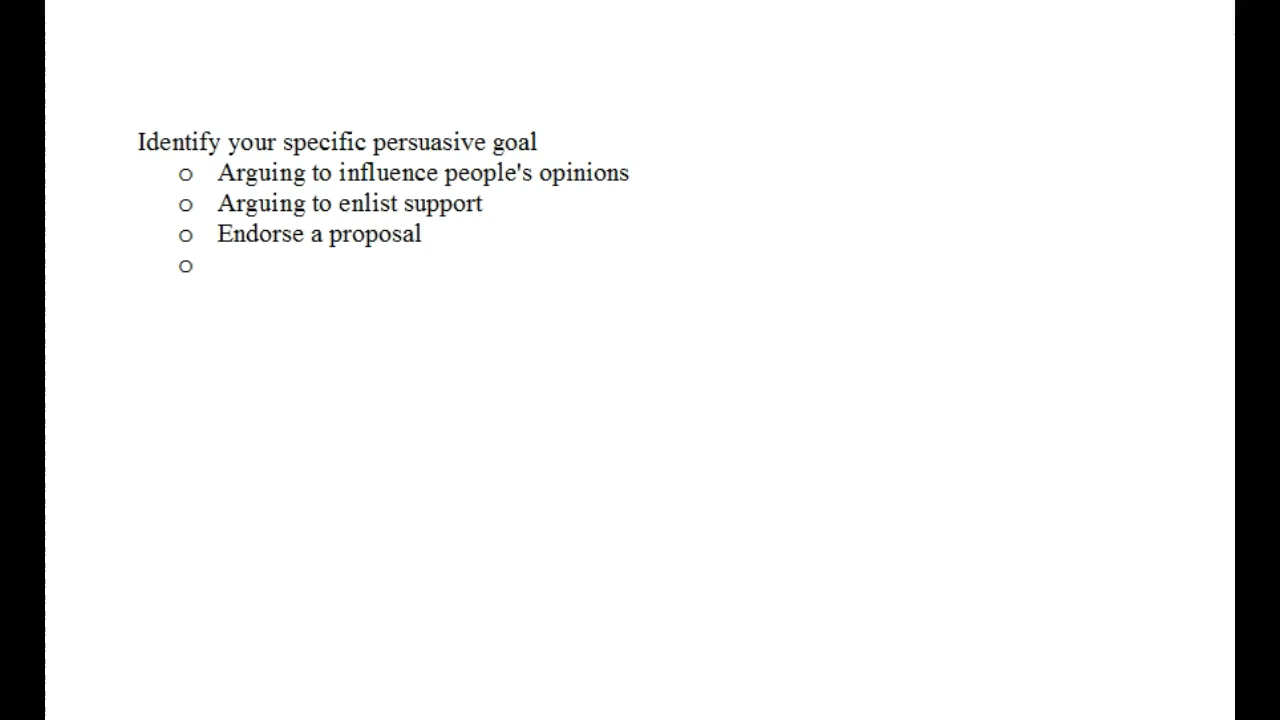 Identify your specific persuasive goal
o Arguing to influence people's opinions
o Arguing to enlist support
o Endorse a proposal
o